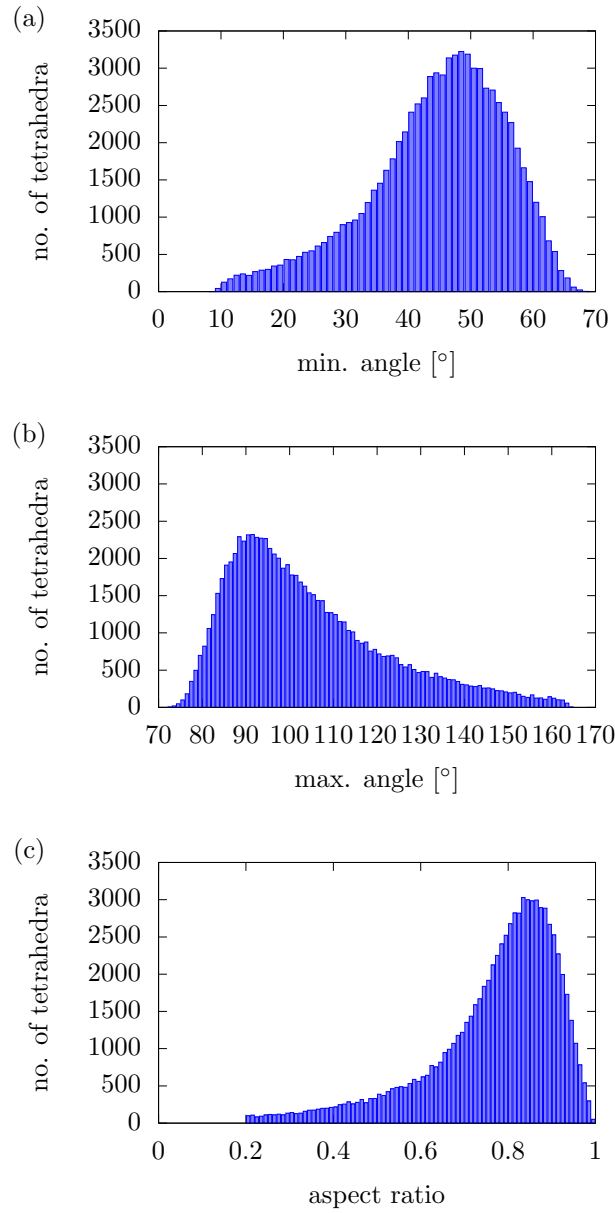 (a)
no. of tetrahedra
3500
3000
2500
2000
1500
1000
500
0
0 10 20 30 40 50 60 70
min. angle [°]
(b)
no. of tetrahedra
3500
3000
2500
2000
1500
1000
500
0
70 80 90 100 110 120 130 140 150 160 170
max. angle [°]
(c)
no. of tetrahedra
3500
3000
2500
2000
1500
1000
500
0
0 0.2 0.4 0.6 0.8 1
aspect ratio